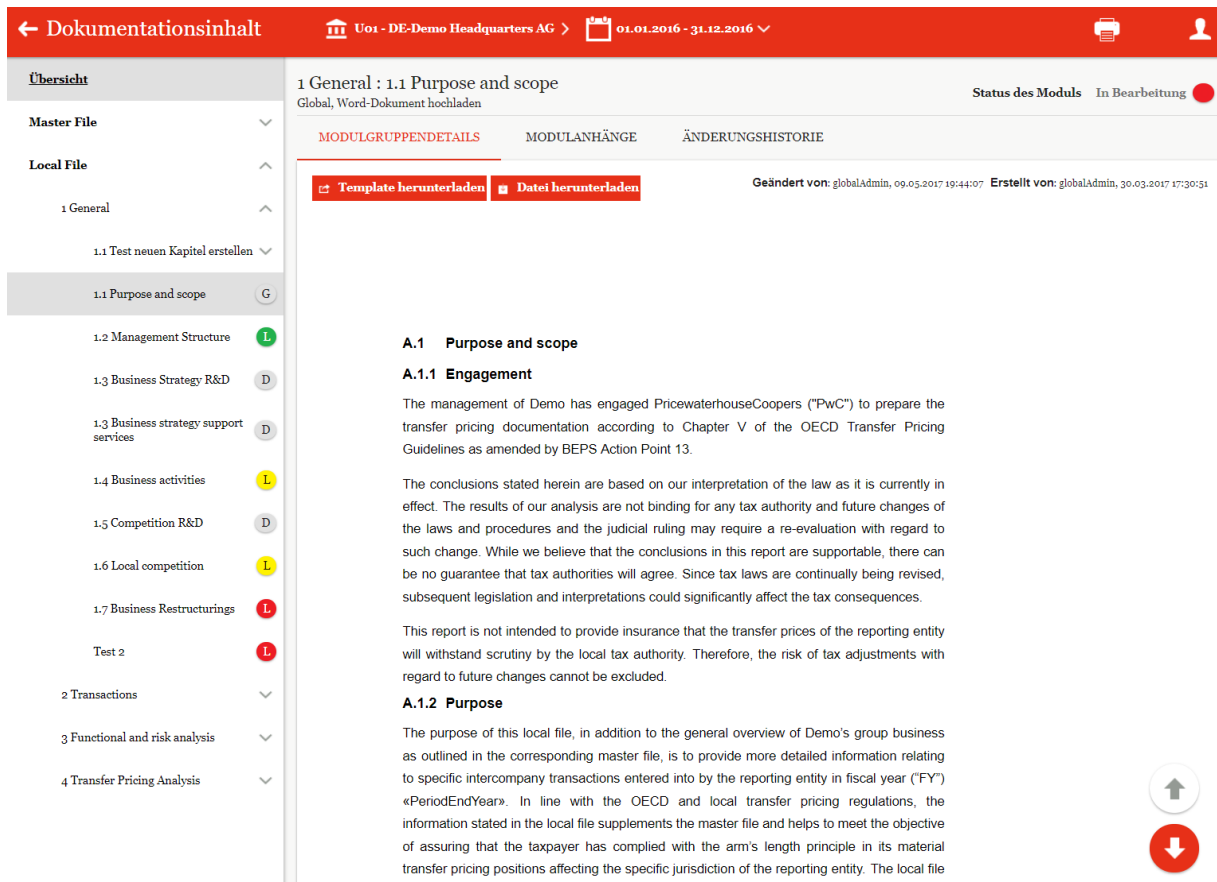 Dokumentationsinhalt
U01 - DE-Demo Headquarters AG
01.01.2016 - 31.12.2016
Übersicht
Master File
Local File
1 General
1.1 Test neuen Kapitel erstellen
1.1 Purpose and scope G
1.2 Management Structure L
1.3 Business Strategy R&D D
1.3 Business strategy support
services D
1.4 Business activities L
1.5 Competition R&D D
1.6 Local competition L
1.7 Business Restructurings L
Test 2 L
2 Transactions
3 Functional and risk analysis
4 Transfer Pricing Analysis
1 General : 1.1 Purpose and scope
Global, Word-Dokument hochladen
Status des Moduls In Bearbeitung
MODULGRUPPENDETAILS MODULANHÄNGE ÄNDERUNGSHISTORIE
Template herunterladen Datei herunterladen
Geändert von: globalAdmin, 09.05.2017 19:44:07 Erstellt von: globalAdmin, 30.03.2017 17:30:51
A.1 Purpose and scope
A.1.1 Engagement
The management of Demo has engaged PricewaterhouseCoopers ("PwC") to prepare the
transfer pricing documentation according to Chapter V of the OECD Transfer Pricing
Guidelines as amended by BEPS Action Point 13.
The conclusions stated herein are based on our interpretation of the law as it is currently in
effect. The results of our analysis are not binding for any tax authority and future changes of
the laws and procedures and the judicial ruling may require a re-evaluation with regard to
such change. While we believe that the conclusions in this report are supportable, there can
be no guarantee that tax authorities will agree. Since tax laws are continually being revised,
subsequent legislation and interpretations could significantly affect the tax consequences.
This report is not intended to provide insurance that the transfer prices of the reporting entity
will withstand scrutiny by the local tax authority. Therefore, the risk of tax adjustments with
regard to future changes cannot be excluded.
A.1.2 Purpose
The purpose of this local file, in addition to the general overview of Demo’s group business
as outlined in the corresponding master file, is to provide more detailed information relating
to specific intercompany transactions entered into by the reporting entity in fiscal year (“FY”)
«PeriodEndYear». In line with the OECD and local transfer pricing regulations, the
information stated in the local file supplements the master file and helps to meet the objective
of assuring that the taxpayer has complied with the arm’s length principle in its material
transfer pricing positions affecting the specific jurisdiction of the reporting entity. The local file